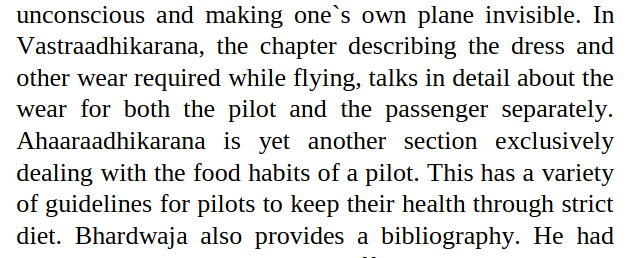 unconscious and making one`s own plane invisible. In
Vastraadhikarana, the chapter describing the dress and
other wear required while flying, talks in detail about the
wear for both the pilot and the passenger separately.
Ahaaraadhikarana is yet another section exclusively
dealing with the food habits of a pilot. This has a variety
of guidelines for pilots to keep their health through strict
diet. Bhardwaja also provides a bibliography. He had